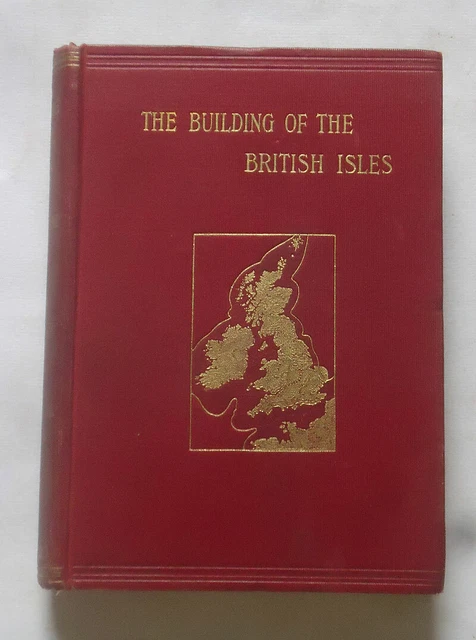 THE BUILDING OF THE
BRITISH ISLES